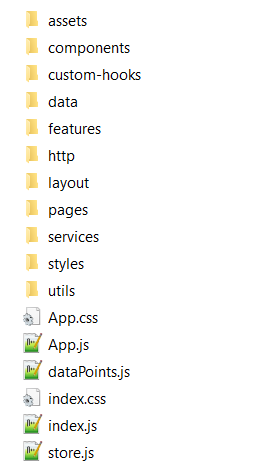 assets
components
custom-hooks
data
features
http
layout
pages
services
styles
utils
App.css
App.js
dataPoints.js
index.css
index.js
store.js